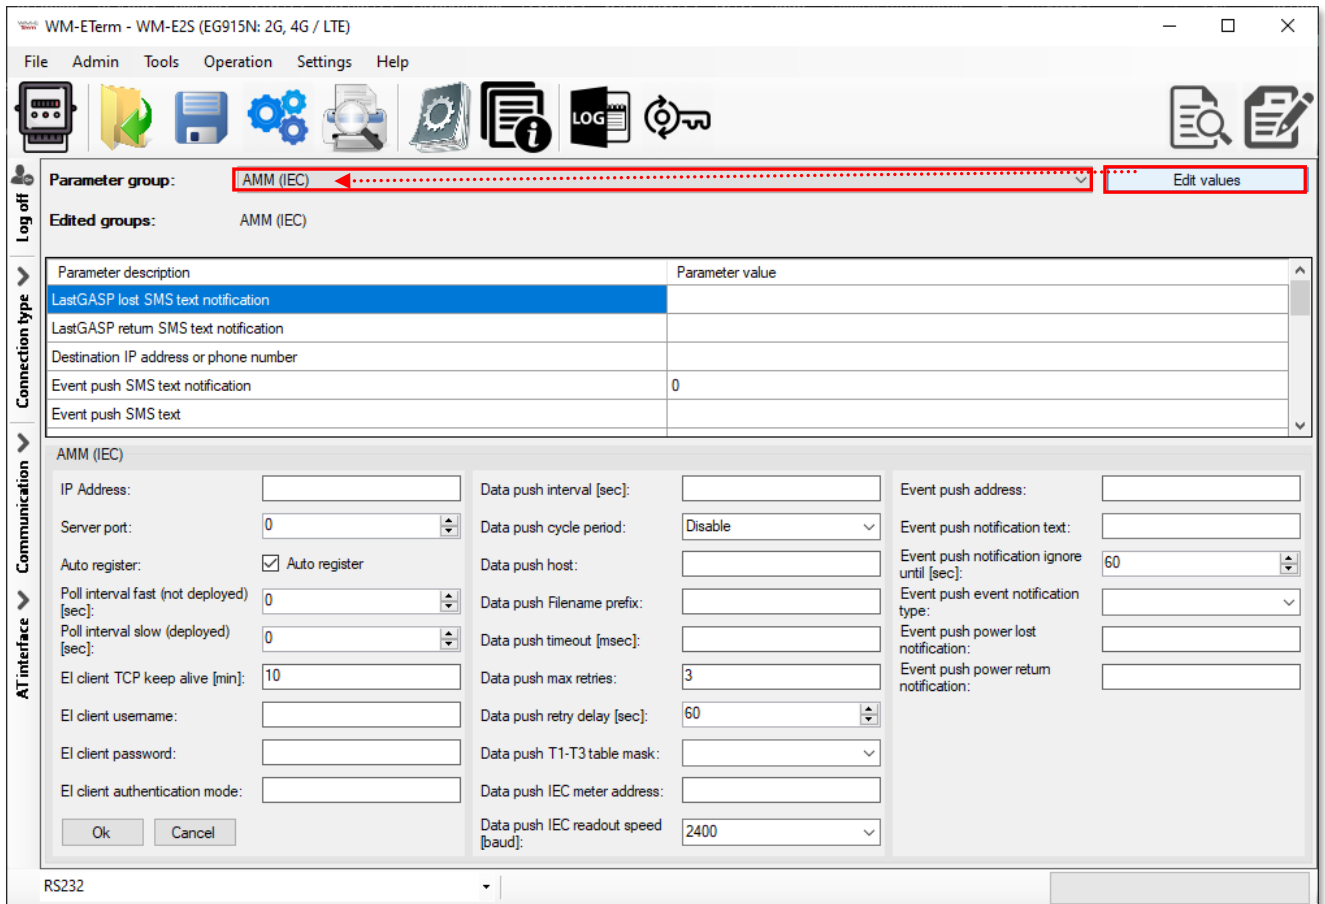 WM-ETerm - WM-E2S (EG915N: 2G, 4G / LTE)
File Admin Tools Operation Settings Help
LOG
Log off
Connection type
Communication
AT interface
Parameter group: AMM (IEC) Edit values
Edited groups: AMM (IEC)
Parameter description Parameter value
LastGASP lost SMS text notification
LastGASP return SMS text notification
Destination IP address or phone number
Event push SMS text notification 0
Event push SMS text
AMM (IEC)
IP Address:
Server port: 0
Auto register: Auto register
Poll interval fast (not deployed)
[sec]: 0
Poll interval slow (deployed)
[sec]: 0
EI client TCP keep alive [min]: 10
EI client username:
EI client password:
EI client authentication mode:
Ok Cancel
Data push interval [sec]:
Data push cycle period: Disable
Data push host:
Data push Filename prefix:
Data push timeout [msec]:
Data push max retries: 3
Data push retry delay [sec]: 60
Data push T1-T3 table mask:
Data push IEC meter address:
Data push IEC readout speed
[baud]: 2400
Event push address:
Event push notification text:
Event push notification ignore
until [sec]: 60
Event push event notification
type:
Event push power lost
notification:
Event push power return
notification:
RS232